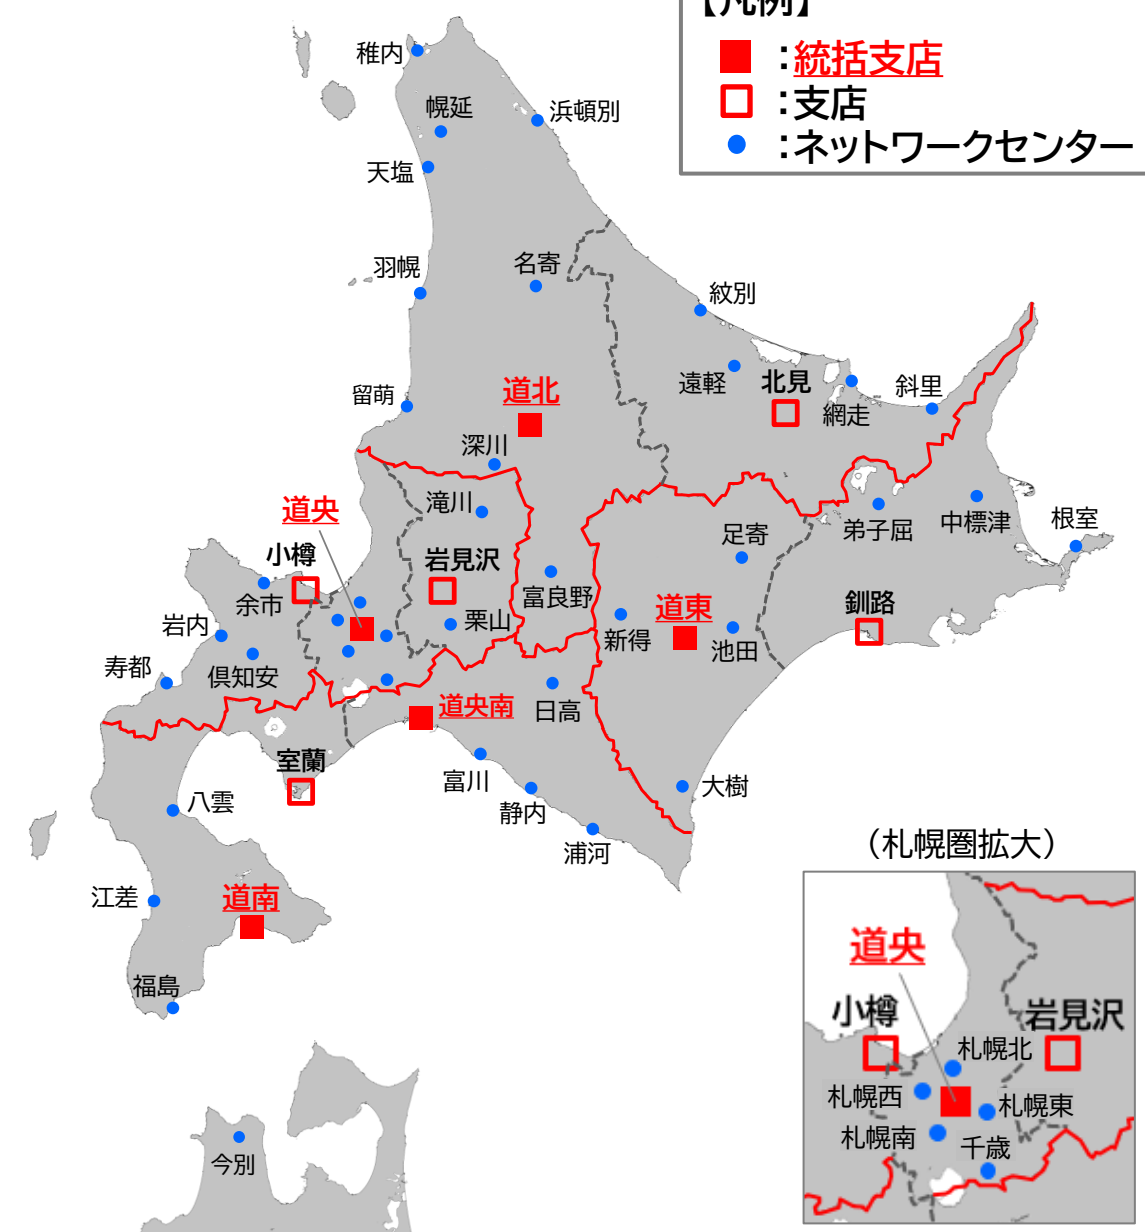 【凡例】
：統括支店
：支店
：ネットワークセンター
稚内
幌延
浜頓別
天塩
羽幌
名寄
紋別
留萌
道北
遠軽
北見
網走
斜里
深川
滝川
道央
小樽
岩見沢
余市
富良野
足寄
弟子屈
中標津
根室
岩内
栗山
新得
道東
池田
釧路
寿都
倶知安
道央南
日高
室蘭
富川
静内
大樹
浦河
八雲
江差
道南
福島
今別
（札幌圏拡大）
道央
小樽
岩見沢
札幌北
札幌西
札幌東
札幌南
千歳